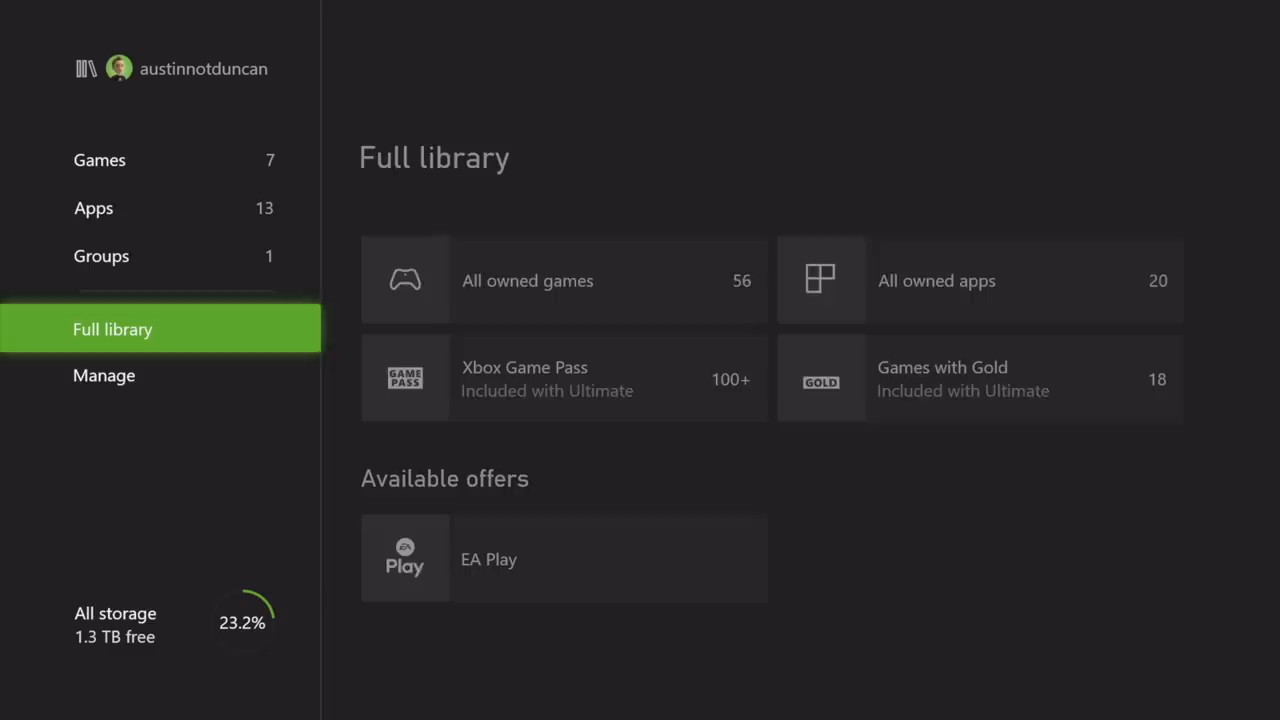 austinnotduncan
Games 7
Apps 13
Groups 1
Full library
Manage
All storage
1.3 TB free
23.2%
Full library
All owned games 56
All owned apps 20
GAME PASS
Xbox Game Pass
Included with Ultimate
100+
GOLD
Games with Gold
Included with Ultimate
18
Available offers
EA
Play
EA Play